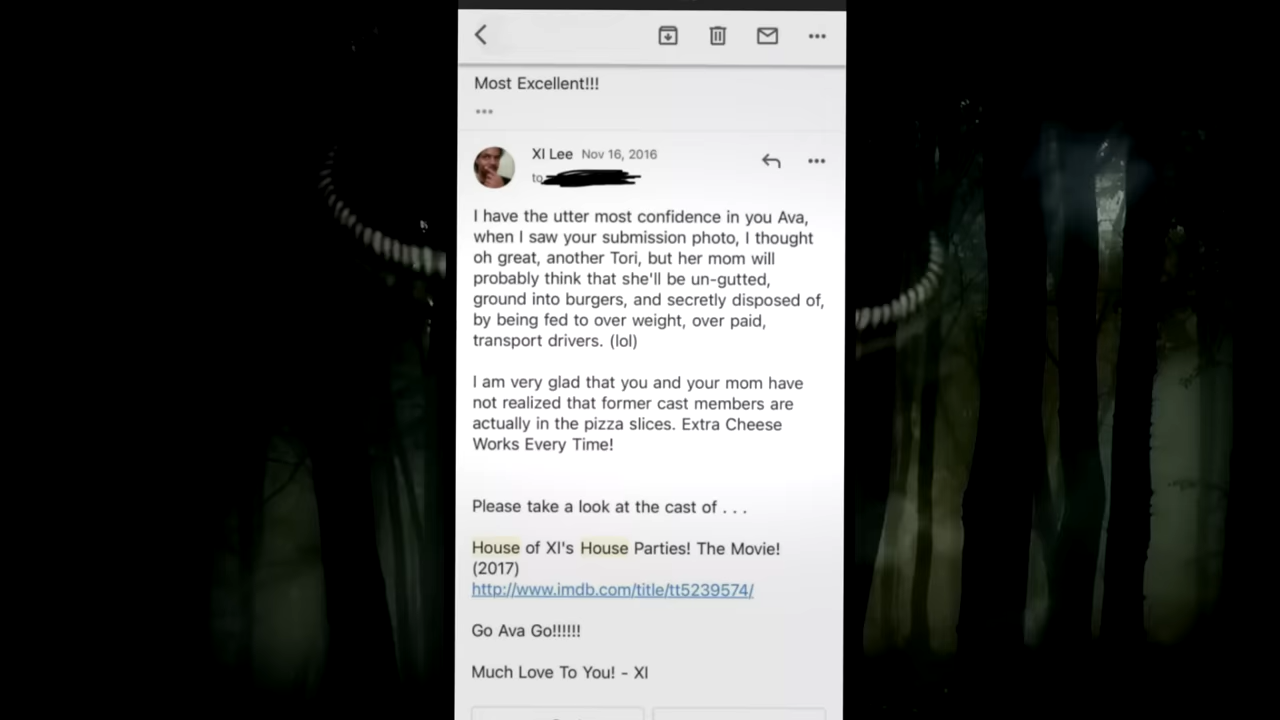 Most Excellent!!!
XI Lee Nov 16, 2016
to
I have the utter most confidence in you Ava,
when I saw your submission photo, I thought
oh great, another Tori, but her mom will
probably think that she'll be un-gutted,
ground into burgers, and secretly disposed of,
by being fed to over weight, over paid,
transport drivers. (lol)
I am very glad that you and your mom have
not realized that former cast members are
actually in the pizza slices. Extra Cheese
Works Every Time!
Please take a look at the cast of . . .
House of XI's House Parties! The Movie!
(2017)
http://www.imdb.com/title/tt5239574/
Go Ava Go!!!!!!
Much Love To You! - XI